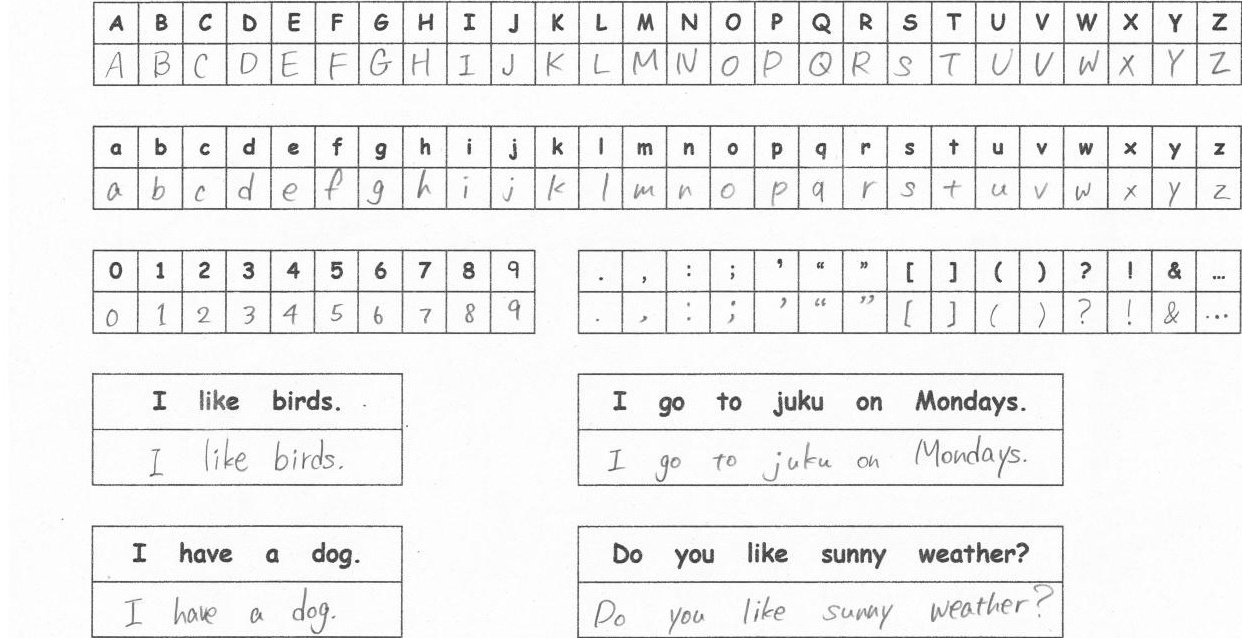 A B C D E F G H I J K L M N O P Q R S T U V W X Y Z
A B C D E F G H I J K L M N O P Q R S T U V W X Y Z
a b c d e f g h i j k l m n o p q r s t u v w x y z
a b c d e f g h i j k l m n o p q r s t u v w x y z
0 1 2 3 4 5 6 7 8 9
0 1 2 3 4 5 6 7 8 9
. , : ; ’ “ ” [ ] ( ) ? ! & …
. , : ; ’ “ ” [ ] ( ) ? ! & …
I like birds.
I like birds.
I go to juku on Mondays.
I go to juku on Mondays.
I have a dog.
I have a dog.
Do you like sunny weather?
Do you like sunny weather?